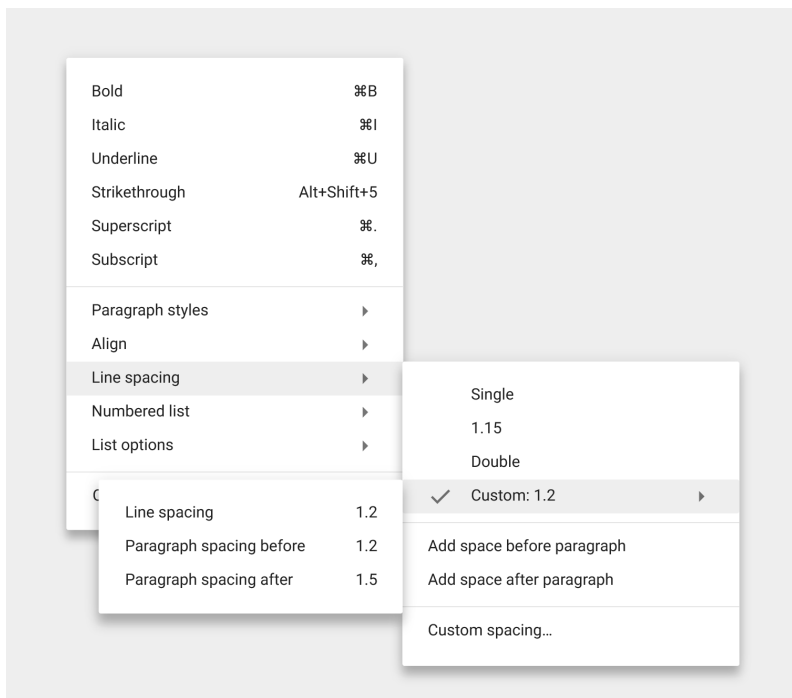 Bold ⌘B
Italic ⌘I
Underline ⌘U
Strikethrough Alt+Shift+5
Superscript ⌘.
Subscript ⌘,
Paragraph styles
Align
Line spacing
Numbered list
List options
Single
1.15
Double
Custom: 1.2
Add space before paragraph
Add space after paragraph
Custom spacing…
Line spacing 1.2
Paragraph spacing before 1.2
Paragraph spacing after 1.5